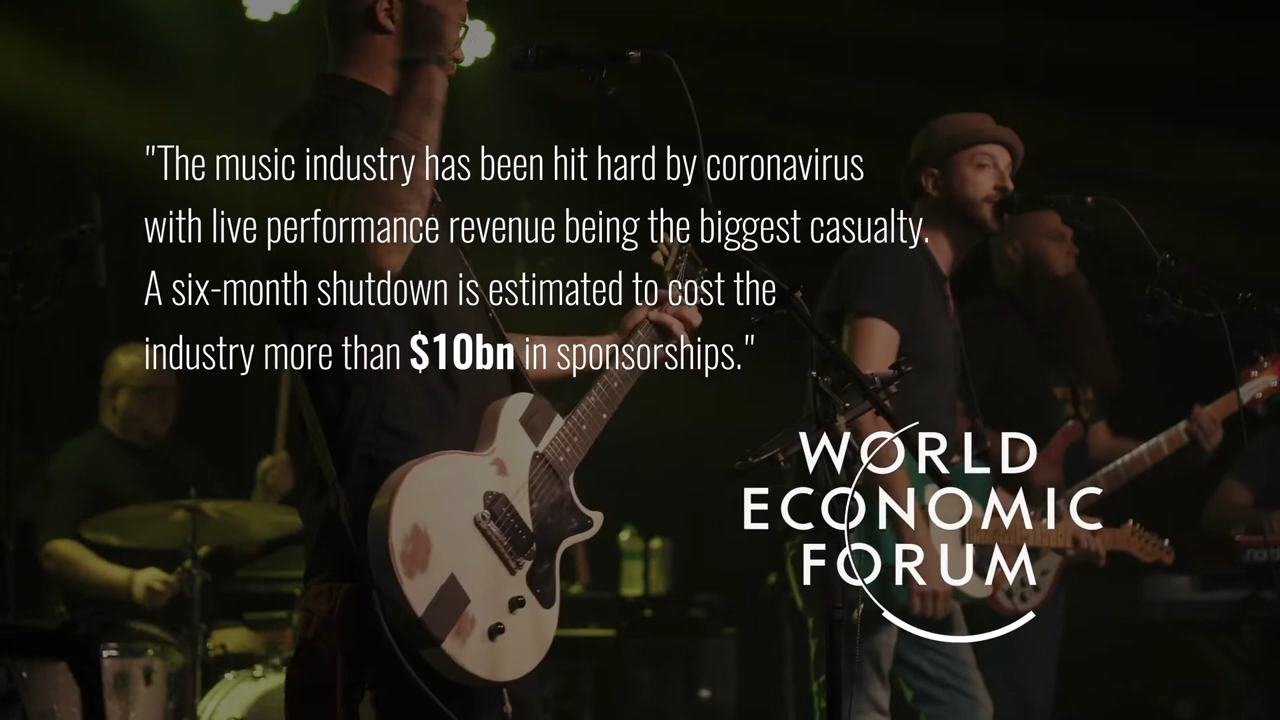 "The music industry has been hit hard by coronavirus
with live performance revenue being the biggest casualty.
A six-month shutdown is estimated to cost the
industry more than $10bn in sponsorships."
WORLD
ECONOMIC
FORUM